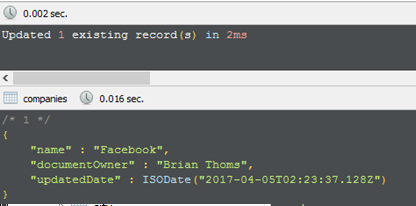 0.002 sec.
Updated 1 existing record(s) in 2ms
companies 0.016 sec.
/* 1 */
{
    "name" : "Facebook",
    "documentOwner" : "Brian Thoms",
    "updatedDate" : ISODate("2017-04-05T02:23:37.128Z")
}